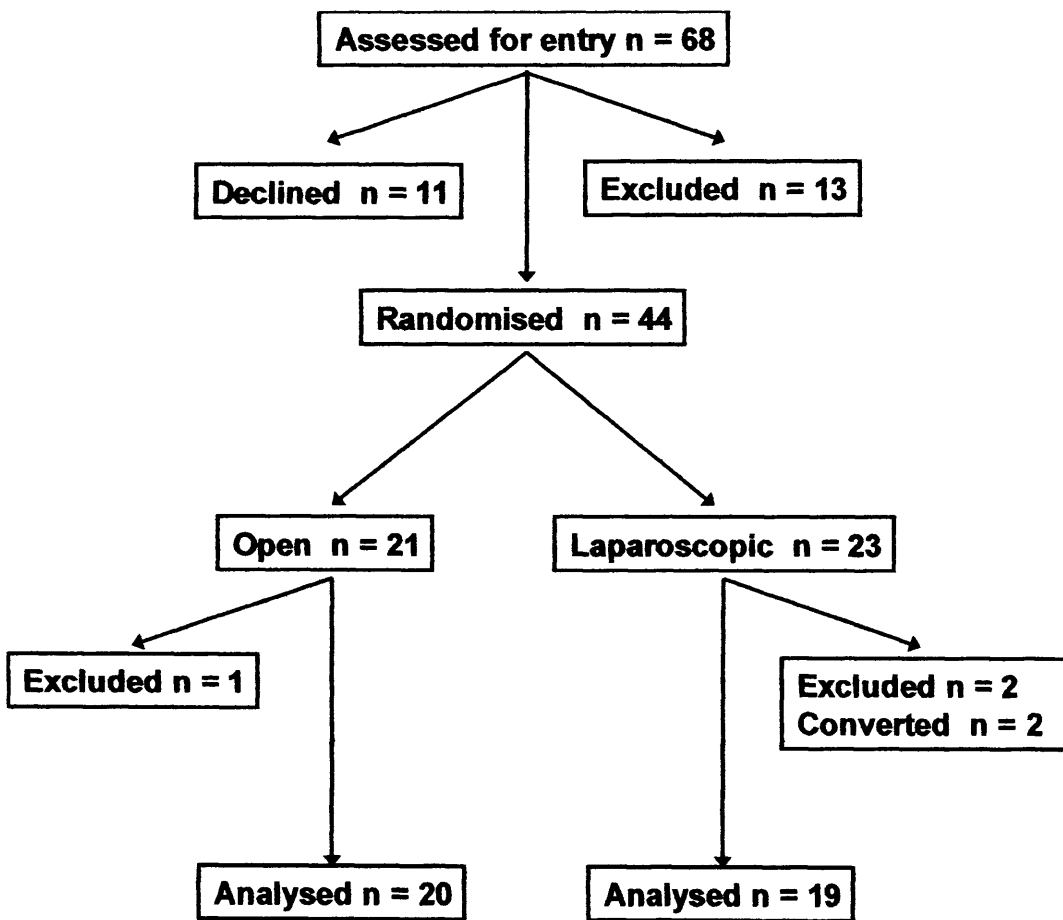 Assessed for entry n = 68
Declined n = 11
Excluded n = 13
Randomised n = 44
Open n = 21
Laparoscopic n = 23
Excluded n = 1
Excluded n = 2
Converted n = 2
Analysed n = 20
Analysed n = 19